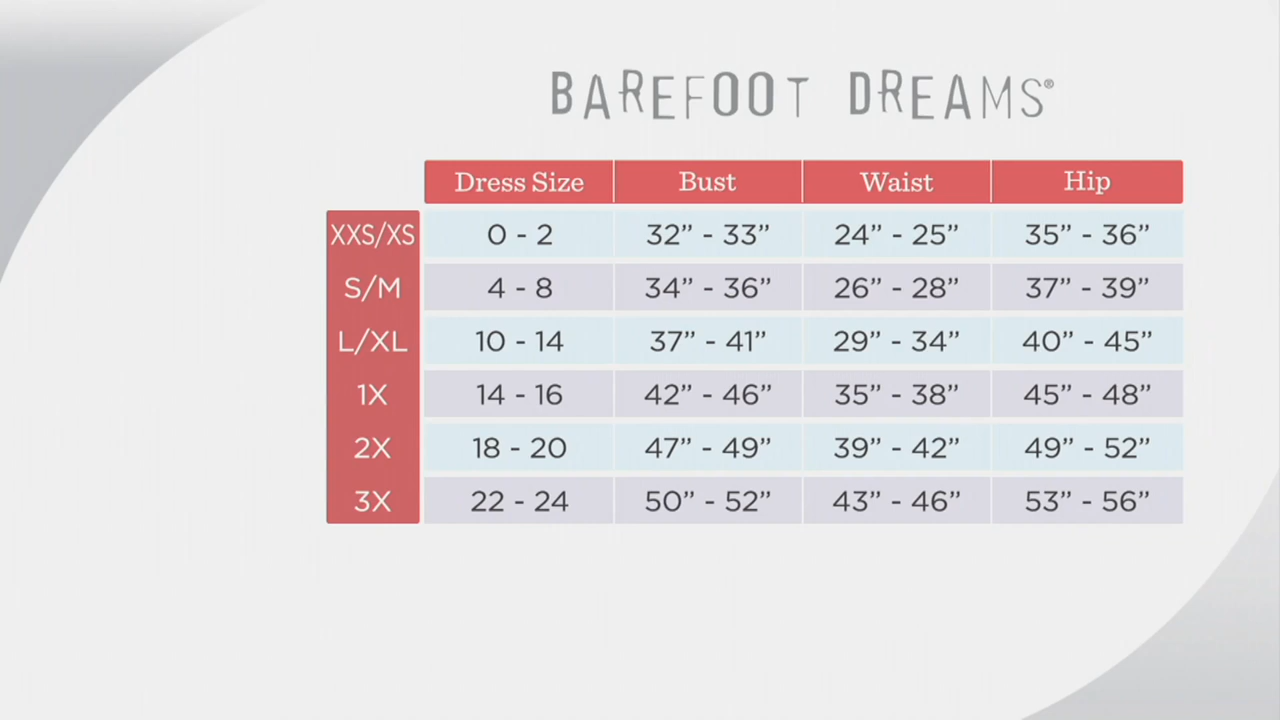 BAREFOOT DREAMS®
Dress Size Bust Waist Hip
XXS/XS 0 - 2 32” - 33” 24” - 25” 35” - 36”
S/M 4 - 8 34” - 36” 26” - 28” 37” - 39”
L/XL 10 - 14 37” - 41” 29” - 34” 40” - 45”
1X 14 - 16 42” - 46” 35” - 38” 45” - 48”
2X 18 - 20 47” - 49” 39” - 42” 49” - 52”
3X 22 - 24 50” - 52” 43” - 46” 53” - 56”